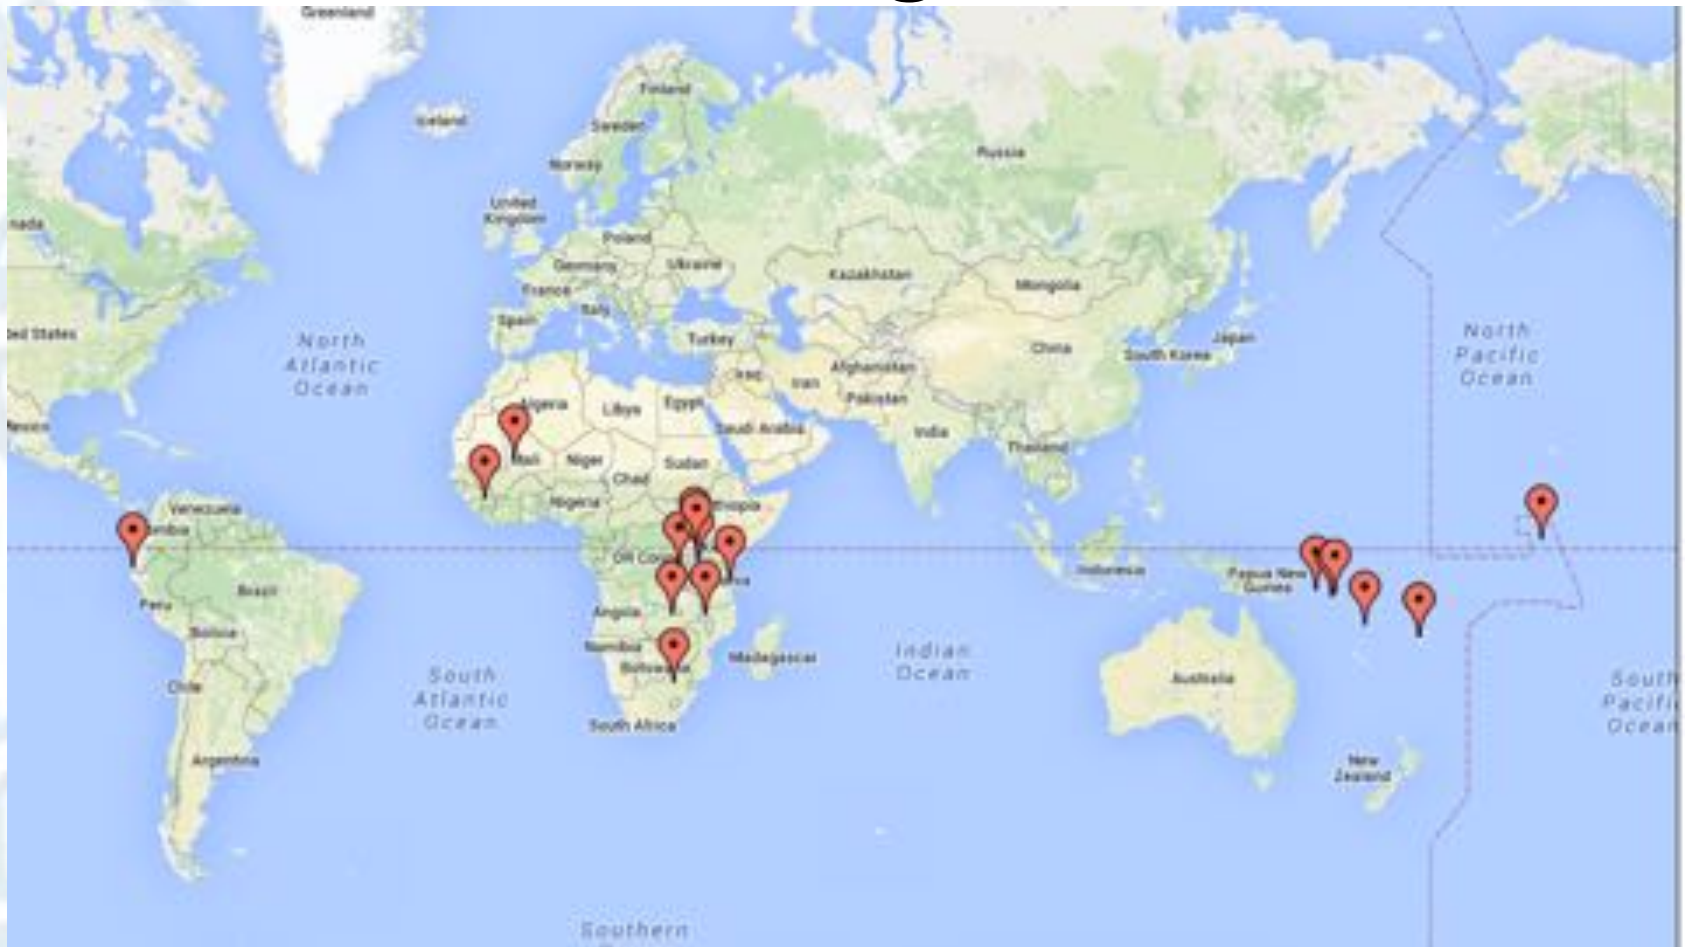 Greenland
Iceland
Finland
Sweden
Norway
Russia
United
Kingdom
nada
Poland
Germany
Ukraine
France
Kazakhstan
Mongolia
Italy
Spain
ted States
Turkey
Japan
South Korea
China
North
Atlantic
Ocean
North
Pacific
Ocean
Iraq
Iran
Afghanistan
Pakistan
Algeria
Libya
Egypt
Saudi Arabia
Mexico
India
Thailand
Mali
Niger
Sudan
Chad
Nigeria
thiopia
Venezuela
ombia
DR Con
Indonesia
Papua New
Guinea
Brazil
Peru
Angola
Bolivia
Namibia
Botswana
Madagascar
Indian
Ocean
South
Atlantic
Ocean
Australia
South
Pacific
Ocean
Chile
South Africa
Argentina
New
Zealand
Southern